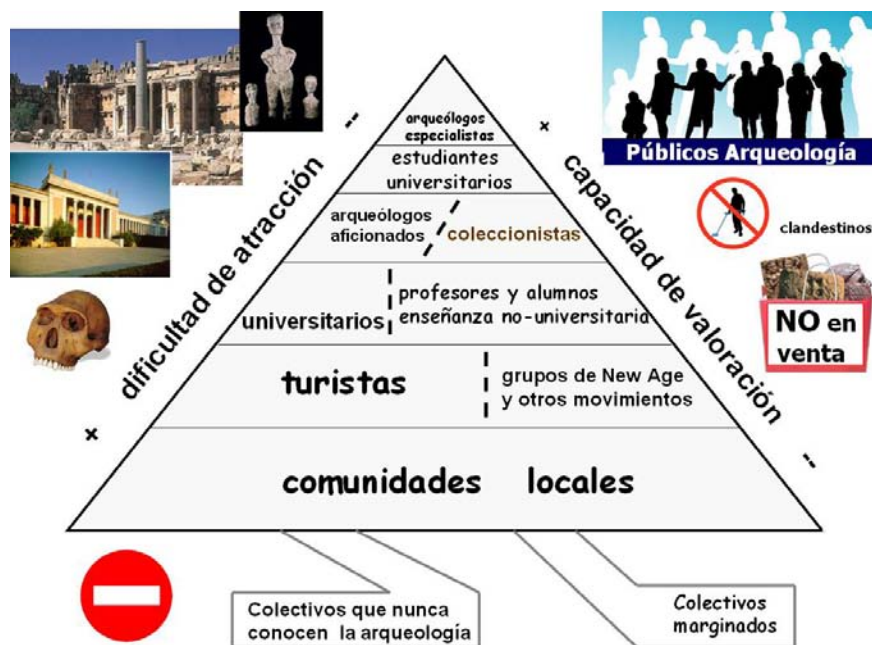 Públicos Arqueología
arqueólogos
especialistas
estudiantes
universitarios
arqueólogos
aficionados
coleccionistas
universitarios
profesores y alumnos
enseñanza no-universitaria
turistas
grupos de New Age
y otros movimientos
comunidades locales
--
dificultad de atracción
+
+
capacidad de valoración
--
clandestinos
NO en
venta
Colectivos que nunca
conocen la arqueología
Colectivos
marginados